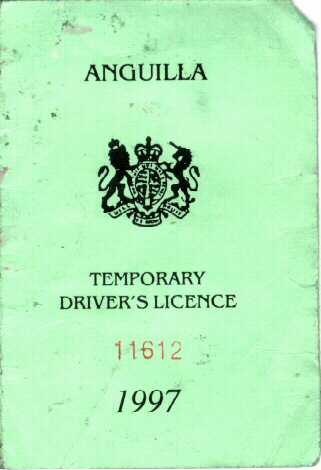 ANGUILLA
TEMPORARY
DRIVER'S LICENCE
11612
1997